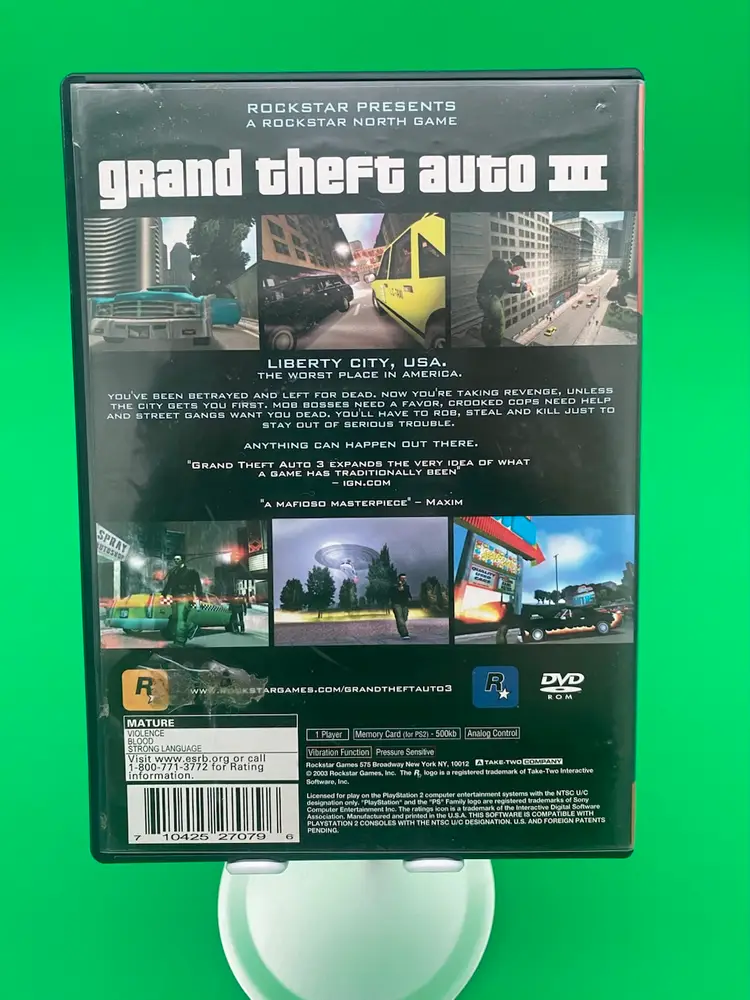 ROCKSTAR PRESENTS
A ROCKSTAR NORTH GAME
grand theft auto III
LIBERTY CITY, USA.
THE WORST PLACE IN AMERICA.
YOU'VE BEEN BETRAYED AND LEFT FOR DEAD. NOW YOU'RE TAKING REVENGE, UNLESS
THE CITY GETS YOU FIRST. MOB BOSSES NEED A FAVOR, CROOKED COPS NEED HELP
AND STREET GANGS WANT YOU DEAD. YOU'LL HAVE TO ROB, STEAL AND KILL JUST TO
STAY OUT OF SERIOUS TROUBLE.
ANYTHING CAN HAPPEN OUT THERE.
"GRAND THEFT AUTO 3 EXPANDS THE VERY IDEA OF WHAT
A GAME HAS TRADITIONALLY BEEN"
– IGN.COM
"A MAFIOSO MASTERPIECE" – MAXIM
SPRAY
R
WWW.ROCKSTARGAMES.COM/GRANDTHEFTAUTO3
R
DVD
ROM
MATURE
VIOLENCE
BLOOD
STRONG LANGUAGE
Visit www.esrb.org or call
1-800-771-3772 for Rating
information.
7 10425 27079 6
1 Player Memory Card (for PS2) - 500kb Analog Control
Vibration Function Pressure Sensitive
Rockstar Games 575 Broadway New York NY, 10012 A TAKE-TWO COMPANY
© 2003 Rockstar Games, Inc. The R logo is a registered trademark of Take-Two Interactive
Software, Inc.
Licensed for play on the PlayStation 2 computer entertainment systems with the NTSC U/C
designation only. "PlayStation" and the "PS" Family logo are registered trademarks of Sony
Computer Entertainment Inc. The ratings icon is a trademark of the Interactive Digital Software
Association. Manufactured and printed in the U.S.A. THIS SOFTWARE IS COMPATIBLE WITH
PLAYSTATION 2 CONSOLES WITH THE NTSC U/C DESIGNATION. U.S. AND FOREIGN PATENTS
PENDING.